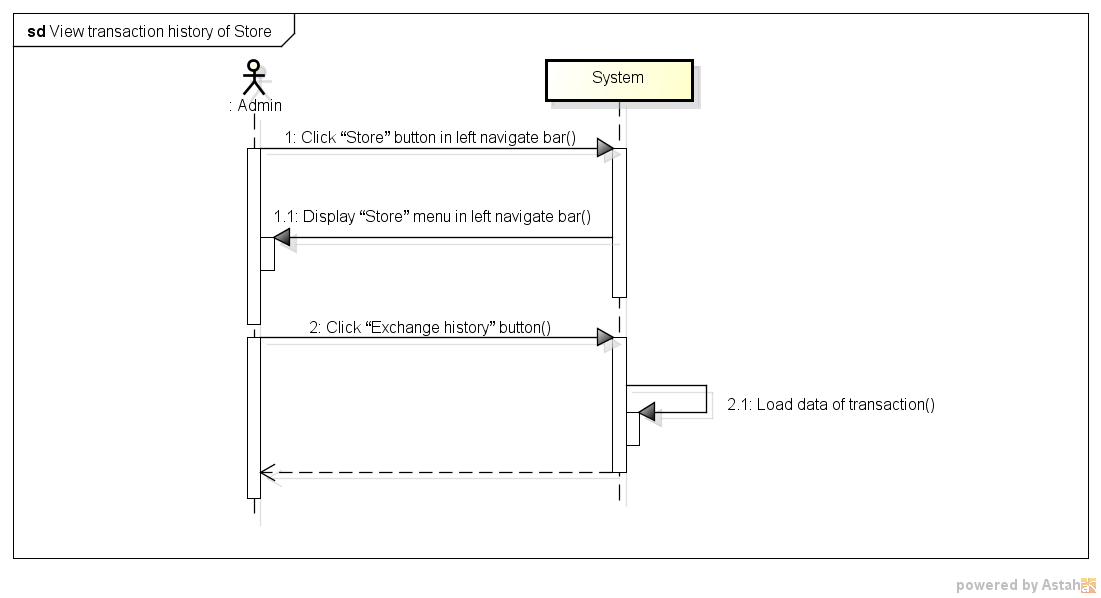 sd View transaction history of Store
: Admin
System
1: Click “Store” button in left navigate bar()
1.1: Display “Store” menu in left navigate bar()
2: Click “Exchange history” button()
2.1: Load data of transaction()
powered by Astah